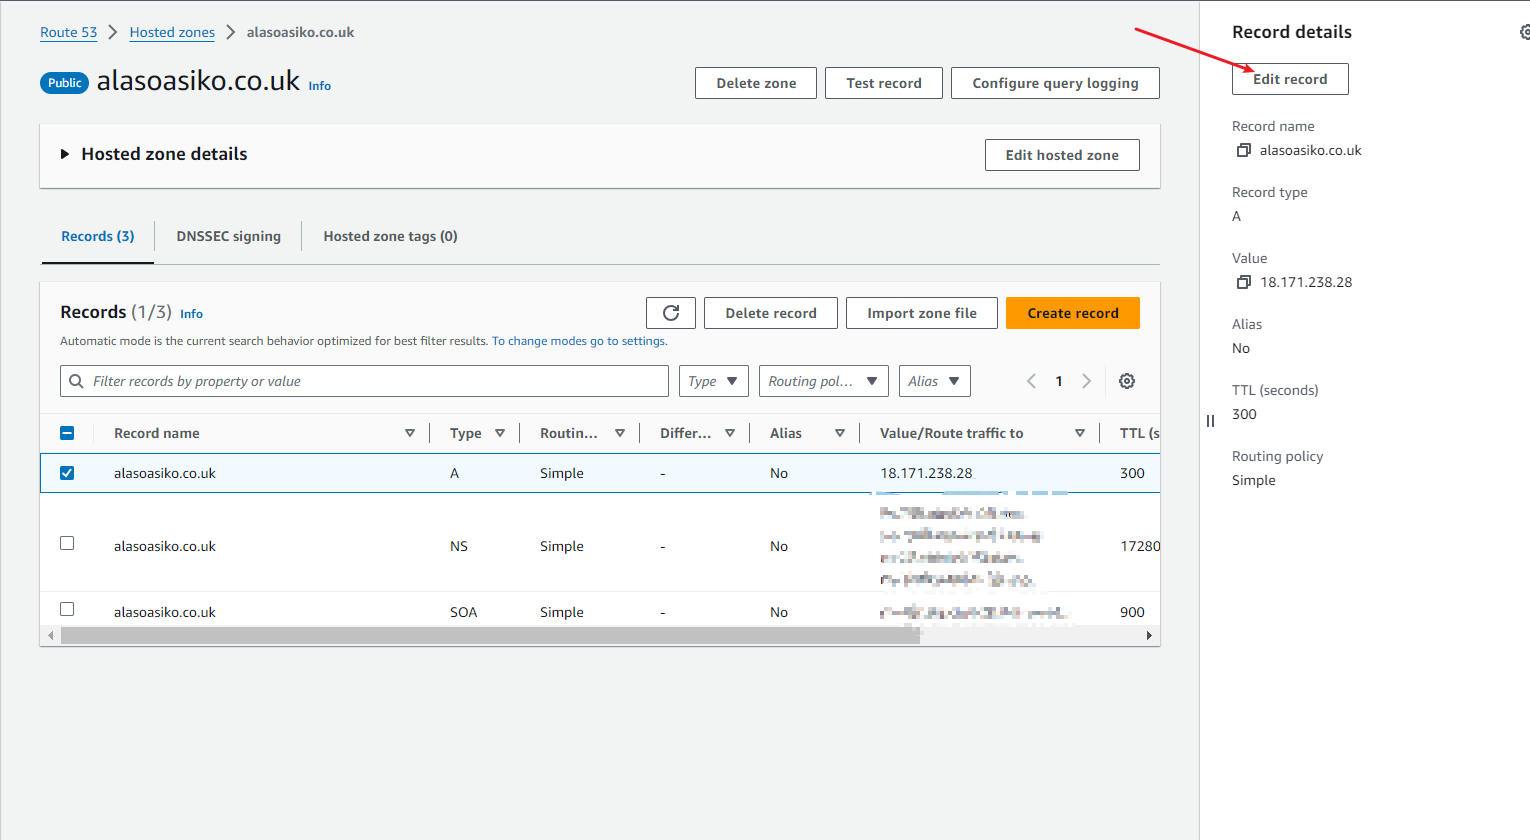 Route 53 Hosted zones alasoasiko.co.uk
Public alasoasiko.co.uk Info
Delete zone Test record Configure query logging
Hosted zone details Edit hosted zone
Records (3) DNSSEC signing Hosted zone tags (0)
Records (1/3) Info
Delete record Import zone file Create record
Automatic mode is the current search behavior optimized for best filter results. To change modes go to settings.
Filter records by property or value Type Routing pol... Alias 1
Record name Type Routin... Differ... Alias Value/Route traffic to TTL (s
alasoasiko.co.uk A Simple - No 18.171.238.28 300
alasoasiko.co.uk NS Simple - No 17280
alasoasiko.co.uk SOA Simple - No 900
Record details
Edit record
Record name
alasoasiko.co.uk
Record type
A
Value
18.171.238.28
Alias
No
TTL (seconds)
300
Routing policy
Simple